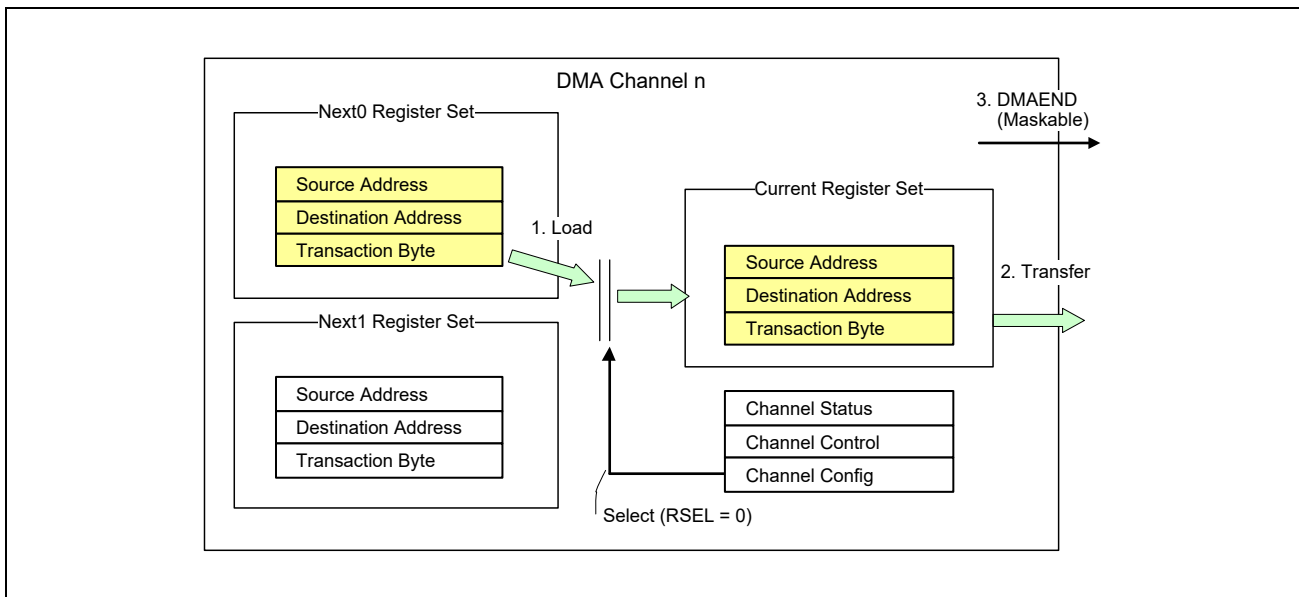 DMA Channel n
Next0 Register Set
Source Address
Destination Address
Transaction Byte
1. Load
Next1 Register Set
Source Address
Destination Address
Transaction Byte
3. DMAEND
(Maskable)
Current Register Set
Source Address
Destination Address
Transaction Byte
2. Transfer
Channel Status
Channel Control
Channel Config
Select (RSEL = 0)